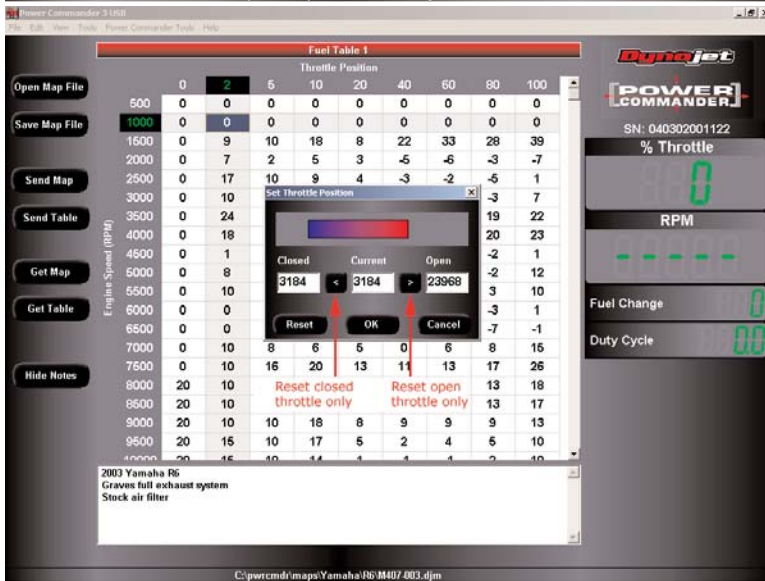 Power Commander 3 USB
File Edit View Tools Power Commander Tools Help
Fuel Table 1
Throttle Position
0 2 5 10 20 40 60 80 100
Open Map File
Save Map File
Send Map
Send Table
Get Map
Get Table
Hide Notes
Engine Speed (RPM)
500 0 0 0 0 0 0 0 0 0
1000 0 0 0 0 0 0 0 0 0
1500 0 9 10 18 8 22 33 28 39
2000 0 7 2 5 3 -5 -6 -3 -7
2500 0 17 10 9 4 -3 -2 -5 1
3000 0 10 -3 7
3500 0 24 19 22
4000 0 18 20 23
4500 0 1 -2 1
5000 0 8 -2 12
5500 0 10 3 10
6000 0 0 -3 1
6500 0 0 -7 -1
7000 0 10 8 6 5 0 6 8 15
7500 0 10 16 20 13 11 13 17 26
8000 20 10 13 18
8500 20 10 13 17
9000 20 10 10 18 8 9 9 9 13
9500 20 15 10 17 5 2 4 5 10
Set Throttle Position
Closed Current Open
3184 < 3184 > 23968
Reset OK Cancel
Reset closed
throttle only
Reset open
throttle only
Dynojet
POWER
COMMANDER
SN: 040302001122
% Throttle
0
RPM
-----
Fuel Change 0
Duty Cycle 0.0
2003 Yamaha R6
Graves full exhaust system
Stock air filter
C:\pwrcmdr\maps\Yamaha\R6\M407-003.djm